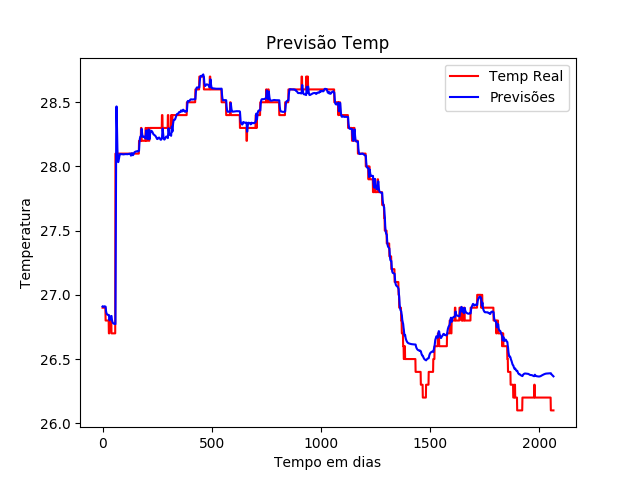 Previsão Temp
Temp Real
Previsões
Temperatura
28.5
28.0
27.5
27.0
26.5
26.0
0 500 1000 1500 2000
Tempo em dias